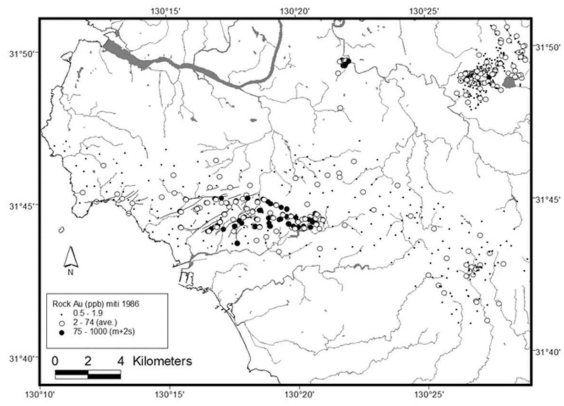 130°15' 130°20' 130°25'
31°50' 31°50'
31°45' 31°45'
N
Rock Au (ppb) miti 1986
0.5 - 1.9
2 - 74 (ave.)
75 - 1000 (m+2s)
0 2 4 Kilometers
31°40' 31°40'
130°10' 130°15' 130°20' 130°25'